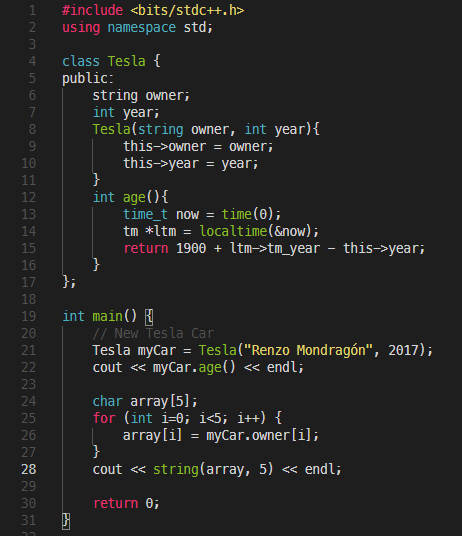 1 #include <bits/stdc++.h>
2 using namespace std;
3
4 class Tesla {
5 public:
6     string owner;
7     int year;
8     Tesla(string owner, int year){
9         this->owner = owner;
10         this->year = year;
11     }
12     int age(){
13         time_t now = time(0);
14         tm *ltm = localtime(&now);
15         return 1900 + ltm->tm_year - this->year;
16     }
17 };
18
19 int main() {
20     // New Tesla Car
21     Tesla myCar = Tesla("Renzo Mondragón", 2017);
22     cout << myCar.age() << endl;
23
24     char array[5];
25     for (int i=0; i<5; i++) {
26         array[i] = myCar.owner[i];
27     }
28     cout << string(array, 5) << endl;
29
30     return 0;
31 }